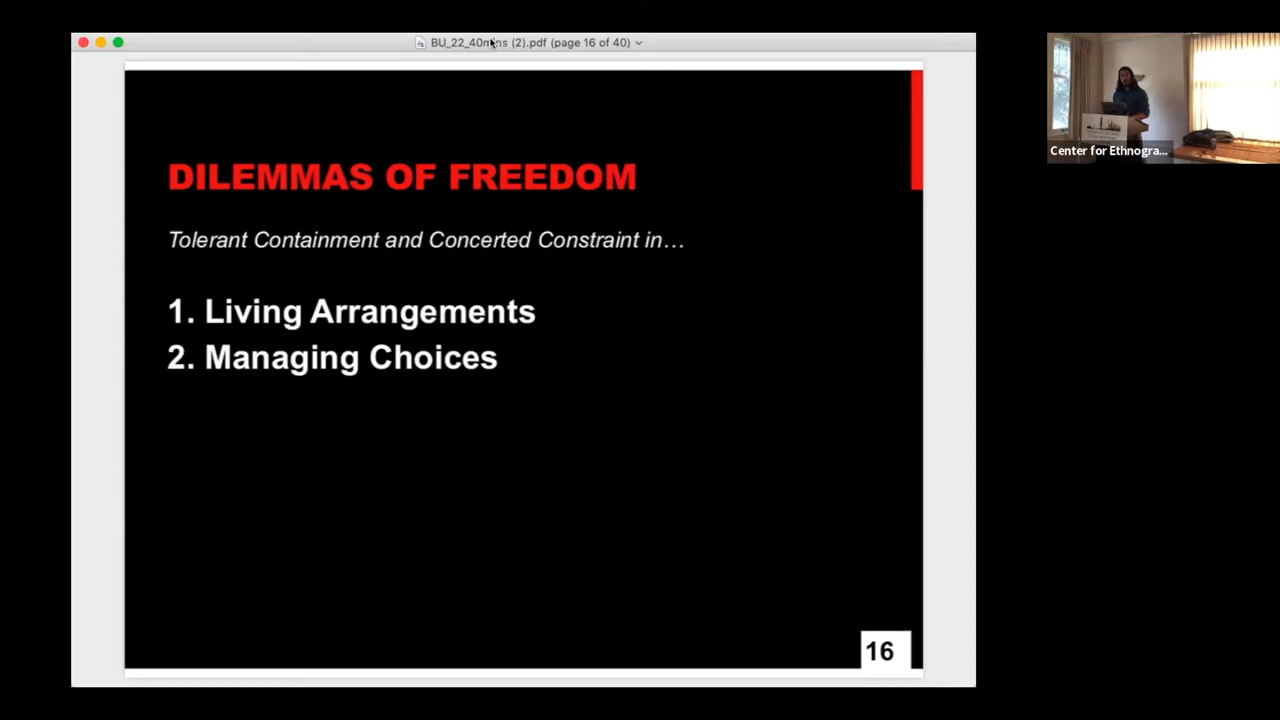 BU_22_40mins (2).pdf (page 16 of 40)
DILEMMAS OF FREEDOM
Tolerant Containment and Concerted Constraint in…
1. Living Arrangements
2. Managing Choices
16
Center for Ethnogra...